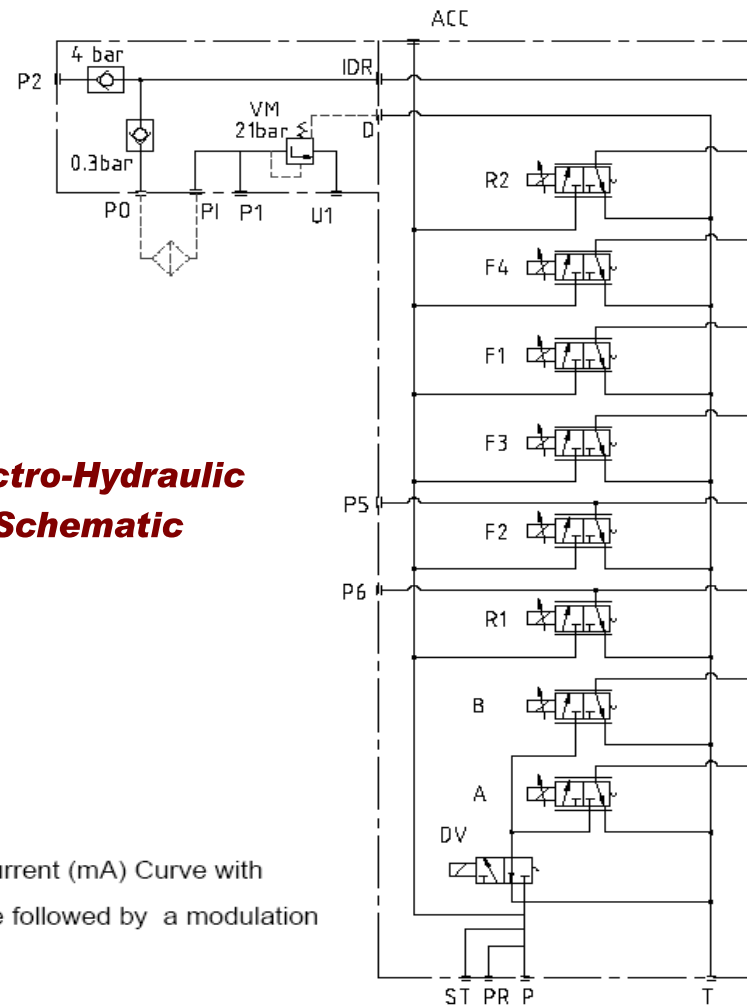 ACC
4 bar
P2
IDR
VM
21bar
D
0.3bar
P0
PI
P1
U1
R2
F4
F1
F3
ctro-Hydraulic
Schematic
P5
F2
P6
R1
B
A
DV
urrent (mA) Curve with
e followed by a modulation
ST PR P
T